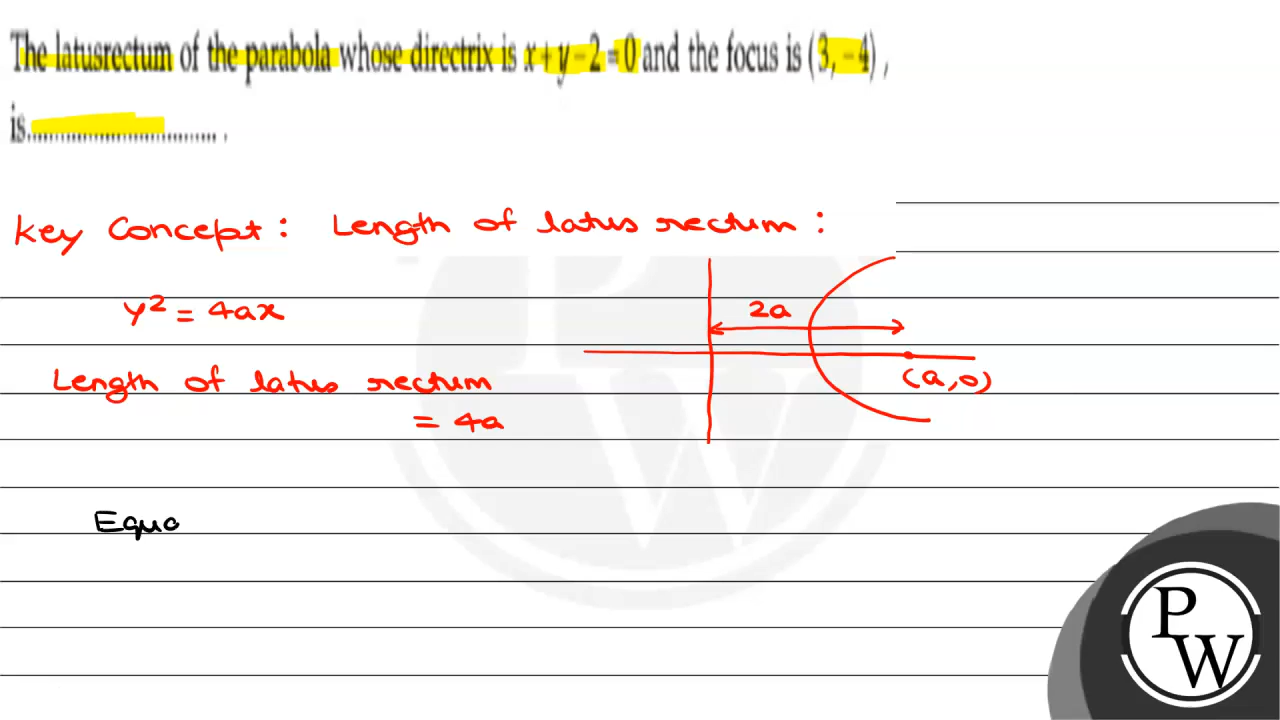 The latusrectum of the parabola whose directrix is x + y − 2 = 0 and the focus is (3, −4),
is................................ .
Key Concept: Length of latus rectum:
y² = 4ax
2a
Length of latus rectum
(a,0)
= 4a
Equa
P
W